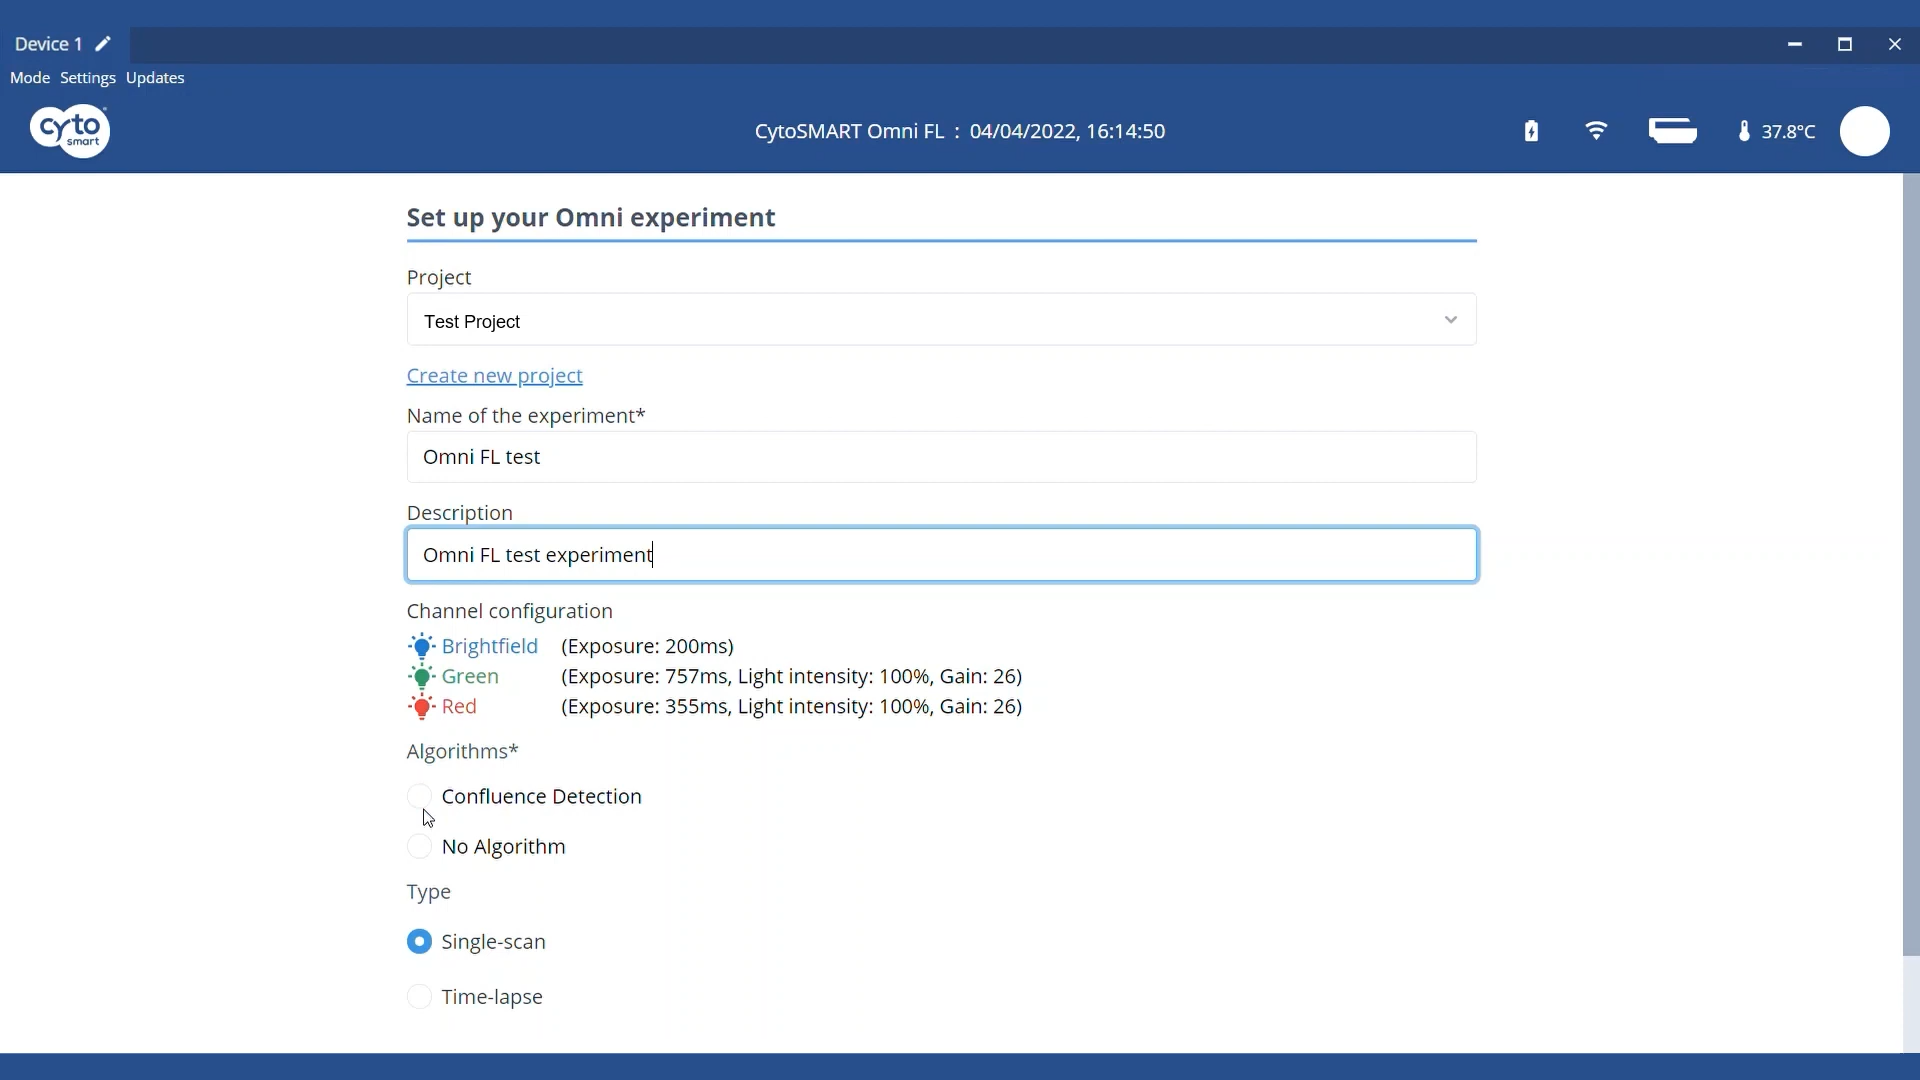 Device 1
Mode Settings Updates
cyto
smart
CytoSMART Omni FL : 04/04/2022, 16:14:50
37.8°C
Set up your Omni experiment
Project
Test Project
Create new project
Name of the experiment*
Omni FL test
Description
Omni FL test experiment
Channel configuration
Brightfield (Exposure: 200ms)
Green (Exposure: 757ms, Light intensity: 100%, Gain: 26)
Red (Exposure: 355ms, Light intensity: 100%, Gain: 26)
Algorithms*
Confluence Detection
No Algorithm
Type
Single-scan
Time-lapse